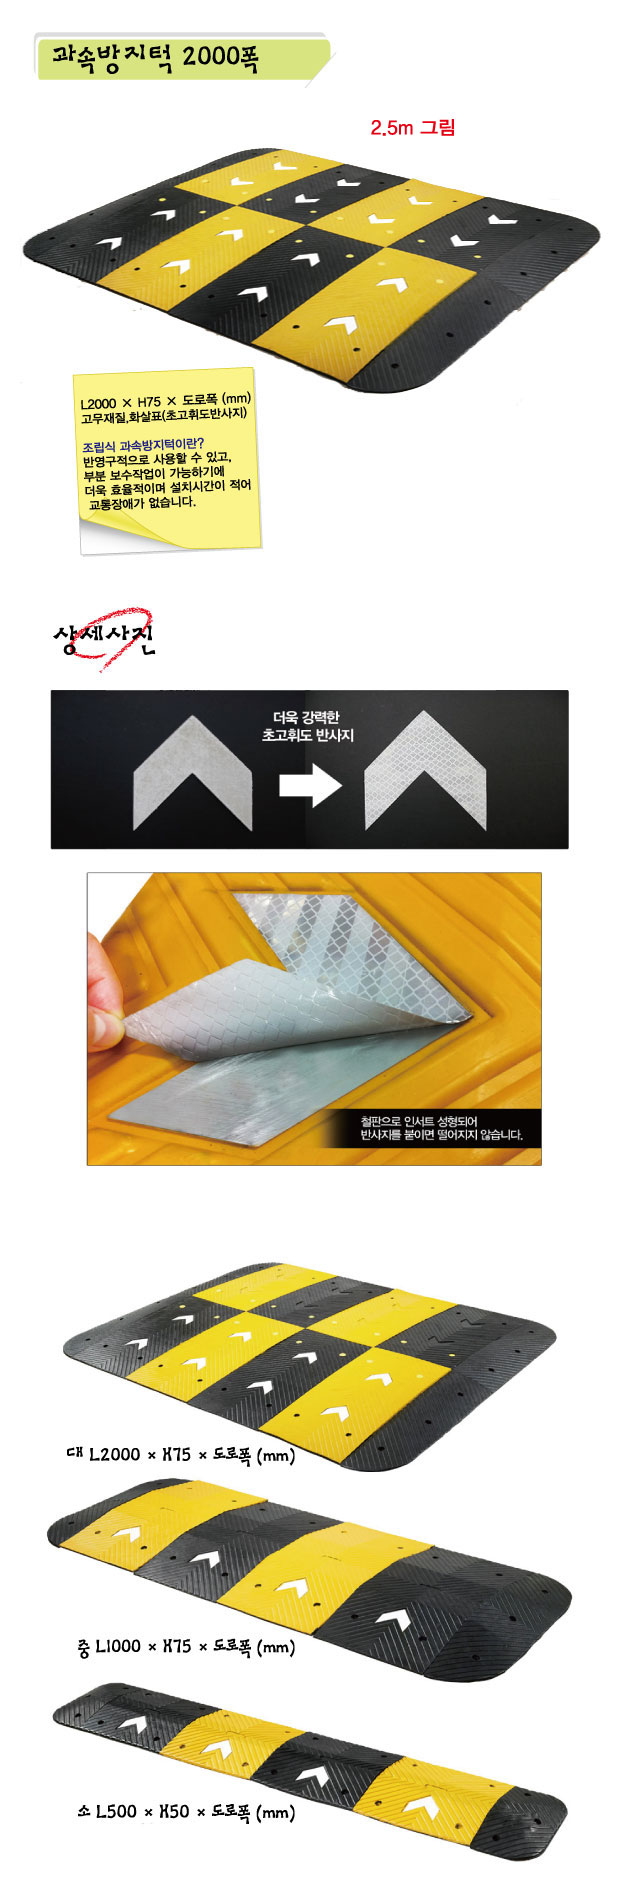 과속방지턱 2000폭
2.5m 그림
L2000 × H75 × 도로폭 (mm)
고무재질,화살표(초고휘도반사지)
조립식 과속방지턱이란?
반영구적으로 사용할 수 있고,
부분 보수작업이 가능하기에
더욱 효율적이며 설치시간이 적어
교통장애가 없습니다.
상세사진
더욱 강력한
초고휘도 반사지
철판으로 인서트 성형되어
반사지를 붙이면 떨어지지 않습니다.
대 L2000 × H75 × 도로폭 (mm)
중 L1000 × H75 × 도로폭 (mm)
소 L500 × H50 × 도로폭 (mm)